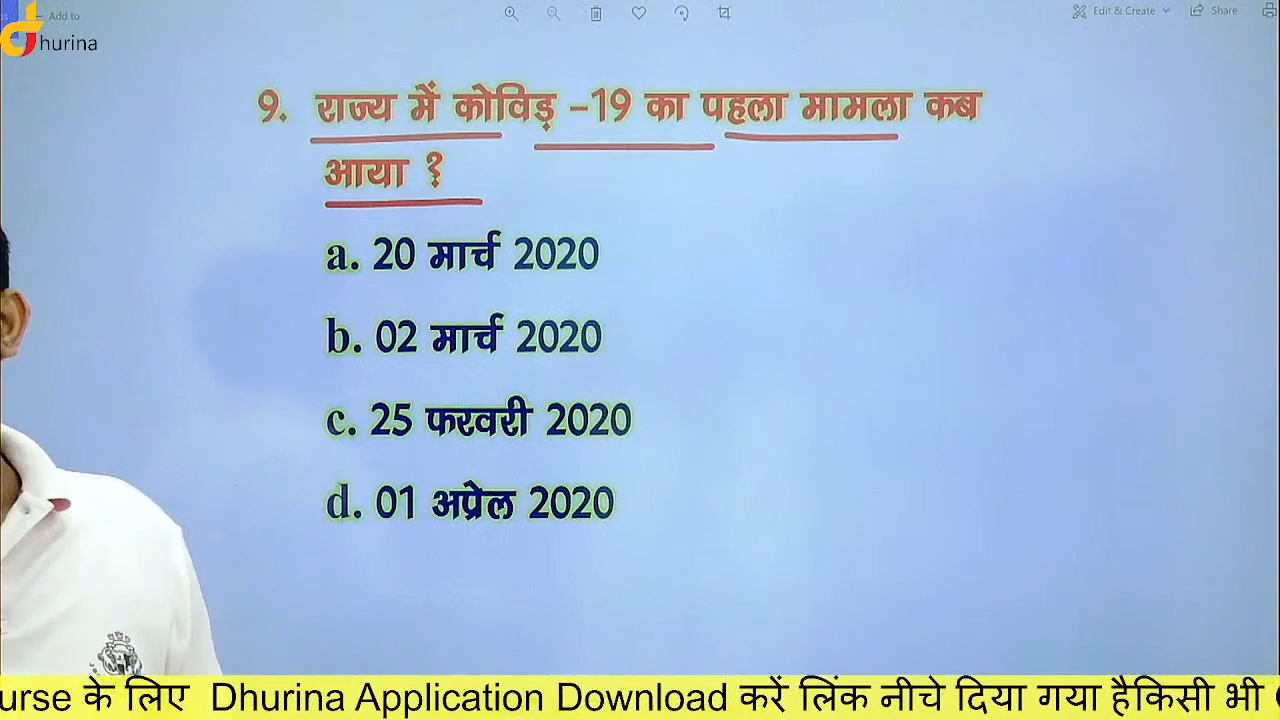 Add to
Edit & Create
Share
hurina
9. राज्य में कोविड़ -19 का पहला मामला कब
आया ?
a. 20 मार्च 2020
b. 02 मार्च 2020
c. 25 फरवरी 2020
d. 01 अप्रेल 2020
urse के लिए Dhurina Application Download करें लिंक नीचे दिया गया हैकिसी भी